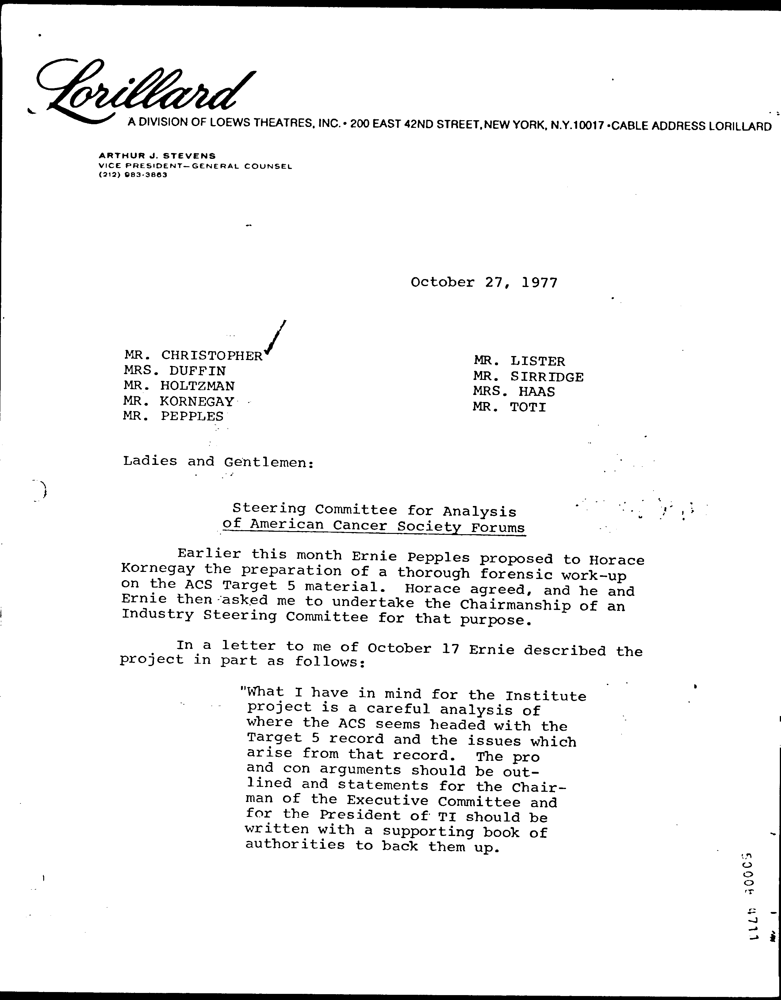 Lorillard
A DIVISION OF LOEWS THEATRES, INC. • 200 EAST 42ND STREET, NEW YORK, N.Y. 10017 • CABLE ADDRESS LORILLARD
ARTHUR J. STEVENS
VICE PRESIDENT—GENERAL COUNSEL
(212) 983-3863
October 27, 1977
MR. CHRISTOPHER
MRS. DUFFIN
MR. HOLTZMAN
MR. KORNEGAY
MR. PEPPLES
MR. LISTER
MR. SIRRIDGE
MRS. HAAS
MR. TOTI
Ladies and Gentlemen:
Steering Committee for Analysis
of American Cancer Society Forums
Earlier this month Ernie Pepples proposed to Horace
Kornegay the preparation of a thorough forensic work-up
on the ACS Target 5 material. Horace agreed, and he and
Ernie then asked me to undertake the Chairmanship of an
Industry Steering Committee for that purpose.
In a letter to me of October 17 Ernie described the
project in part as follows:
"What I have in mind for the Institute
project is a careful analysis of
where the ACS seems headed with the
Target 5 record and the issues which
arise from that record. The pro
and con arguments should be out-
lined and statements for the Chair-
man of the Executive Committee and
for the President of TI should be
written with a supporting book of
authorities to back them up.